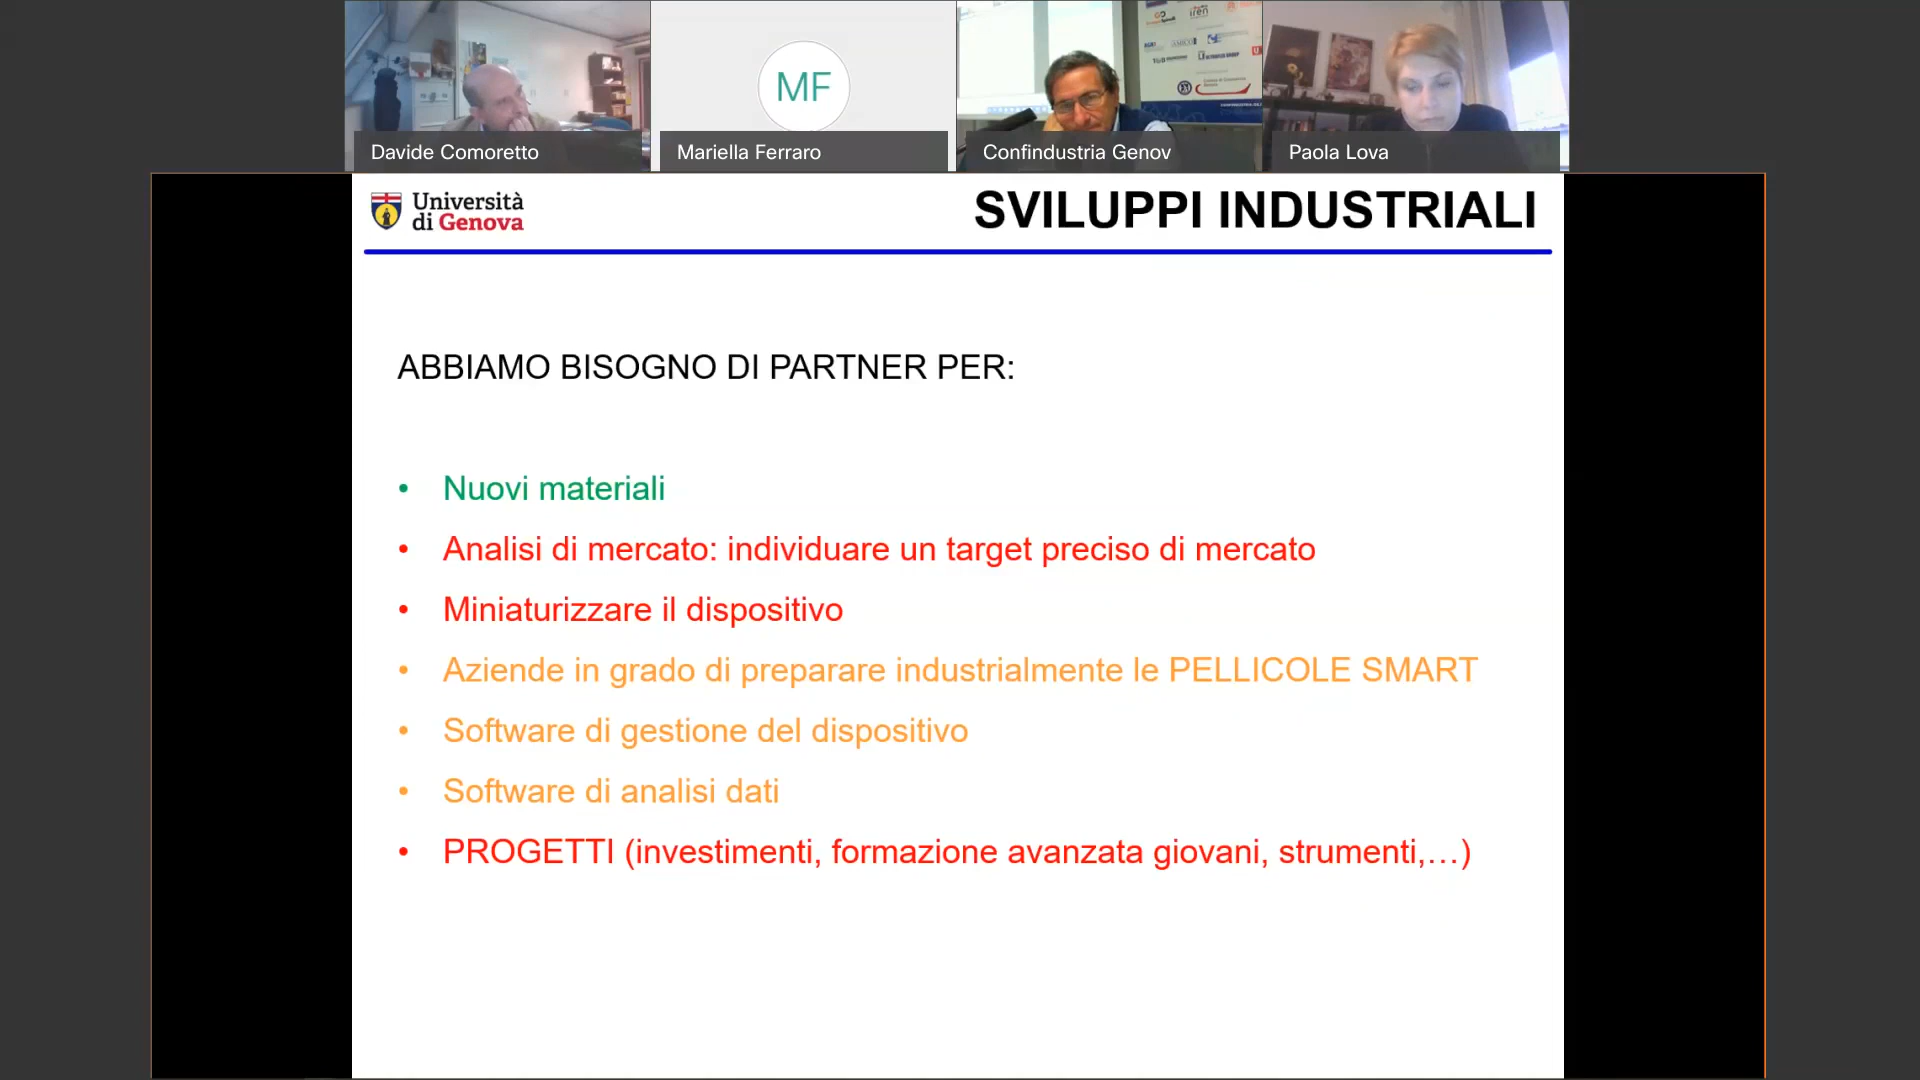 iren
MF
Davide Comoretto
Mariella Ferraro
Confindustria Genov
Paola Lova
Università
di Genova
SVILUPPI INDUSTRIALI
ABBIAMO BISOGNO DI PARTNER PER:
• Nuovi materiali
• Analisi di mercato: individuare un target preciso di mercato
• Miniaturizzare il dispositivo
• Aziende in grado di preparare industrialmente le PELLICOLE SMART
• Software di gestione del dispositivo
• Software di analisi dati
• PROGETTI (investimenti, formazione avanzata giovani, strumenti,…)